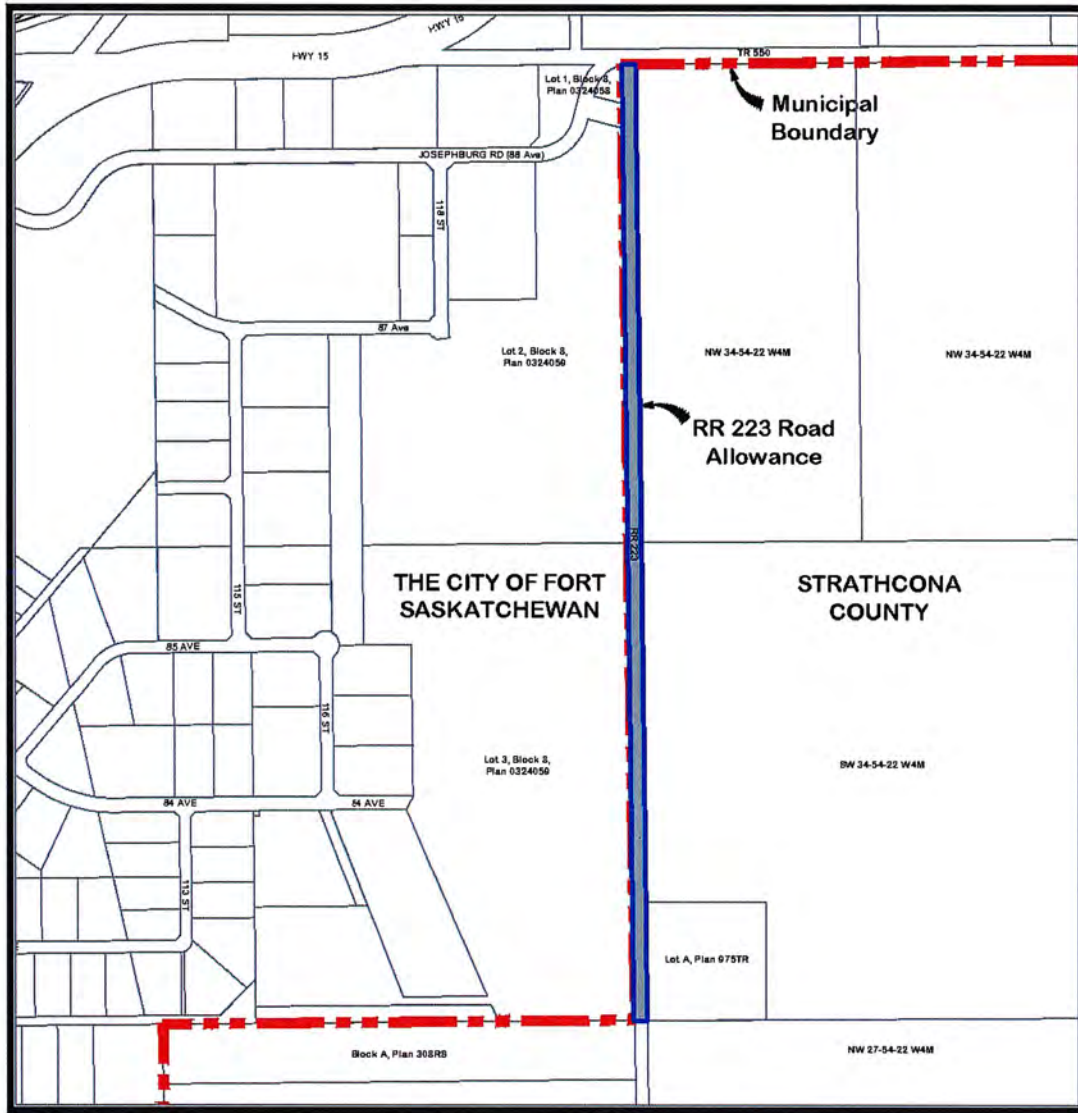 HWY 16
HWY 15
TR 550
Lot 1, Block 8,
Plan 0324058
Municipal
Boundary
JOSEPHBURG RD (88 Ave)
118 ST
87 Ave
Lot 2, Block 8,
Plan 0324059
NW 34-54-22 W4M
NW 34-54-22 W4M
RR 223 Road
Allowance
RR 223
THE CITY OF FORT
SASKATCHEWAN
STRATHCONA
COUNTY
115 ST
85 AVE
116 ST
Lot 3, Block 8,
Plan 0324059
SW 34-54-22 W4M
84 AVE
84 AVE
113 ST
Lot A, Plan 975TR
Block A, Plan 308RS
NW 27-54-22 W4M